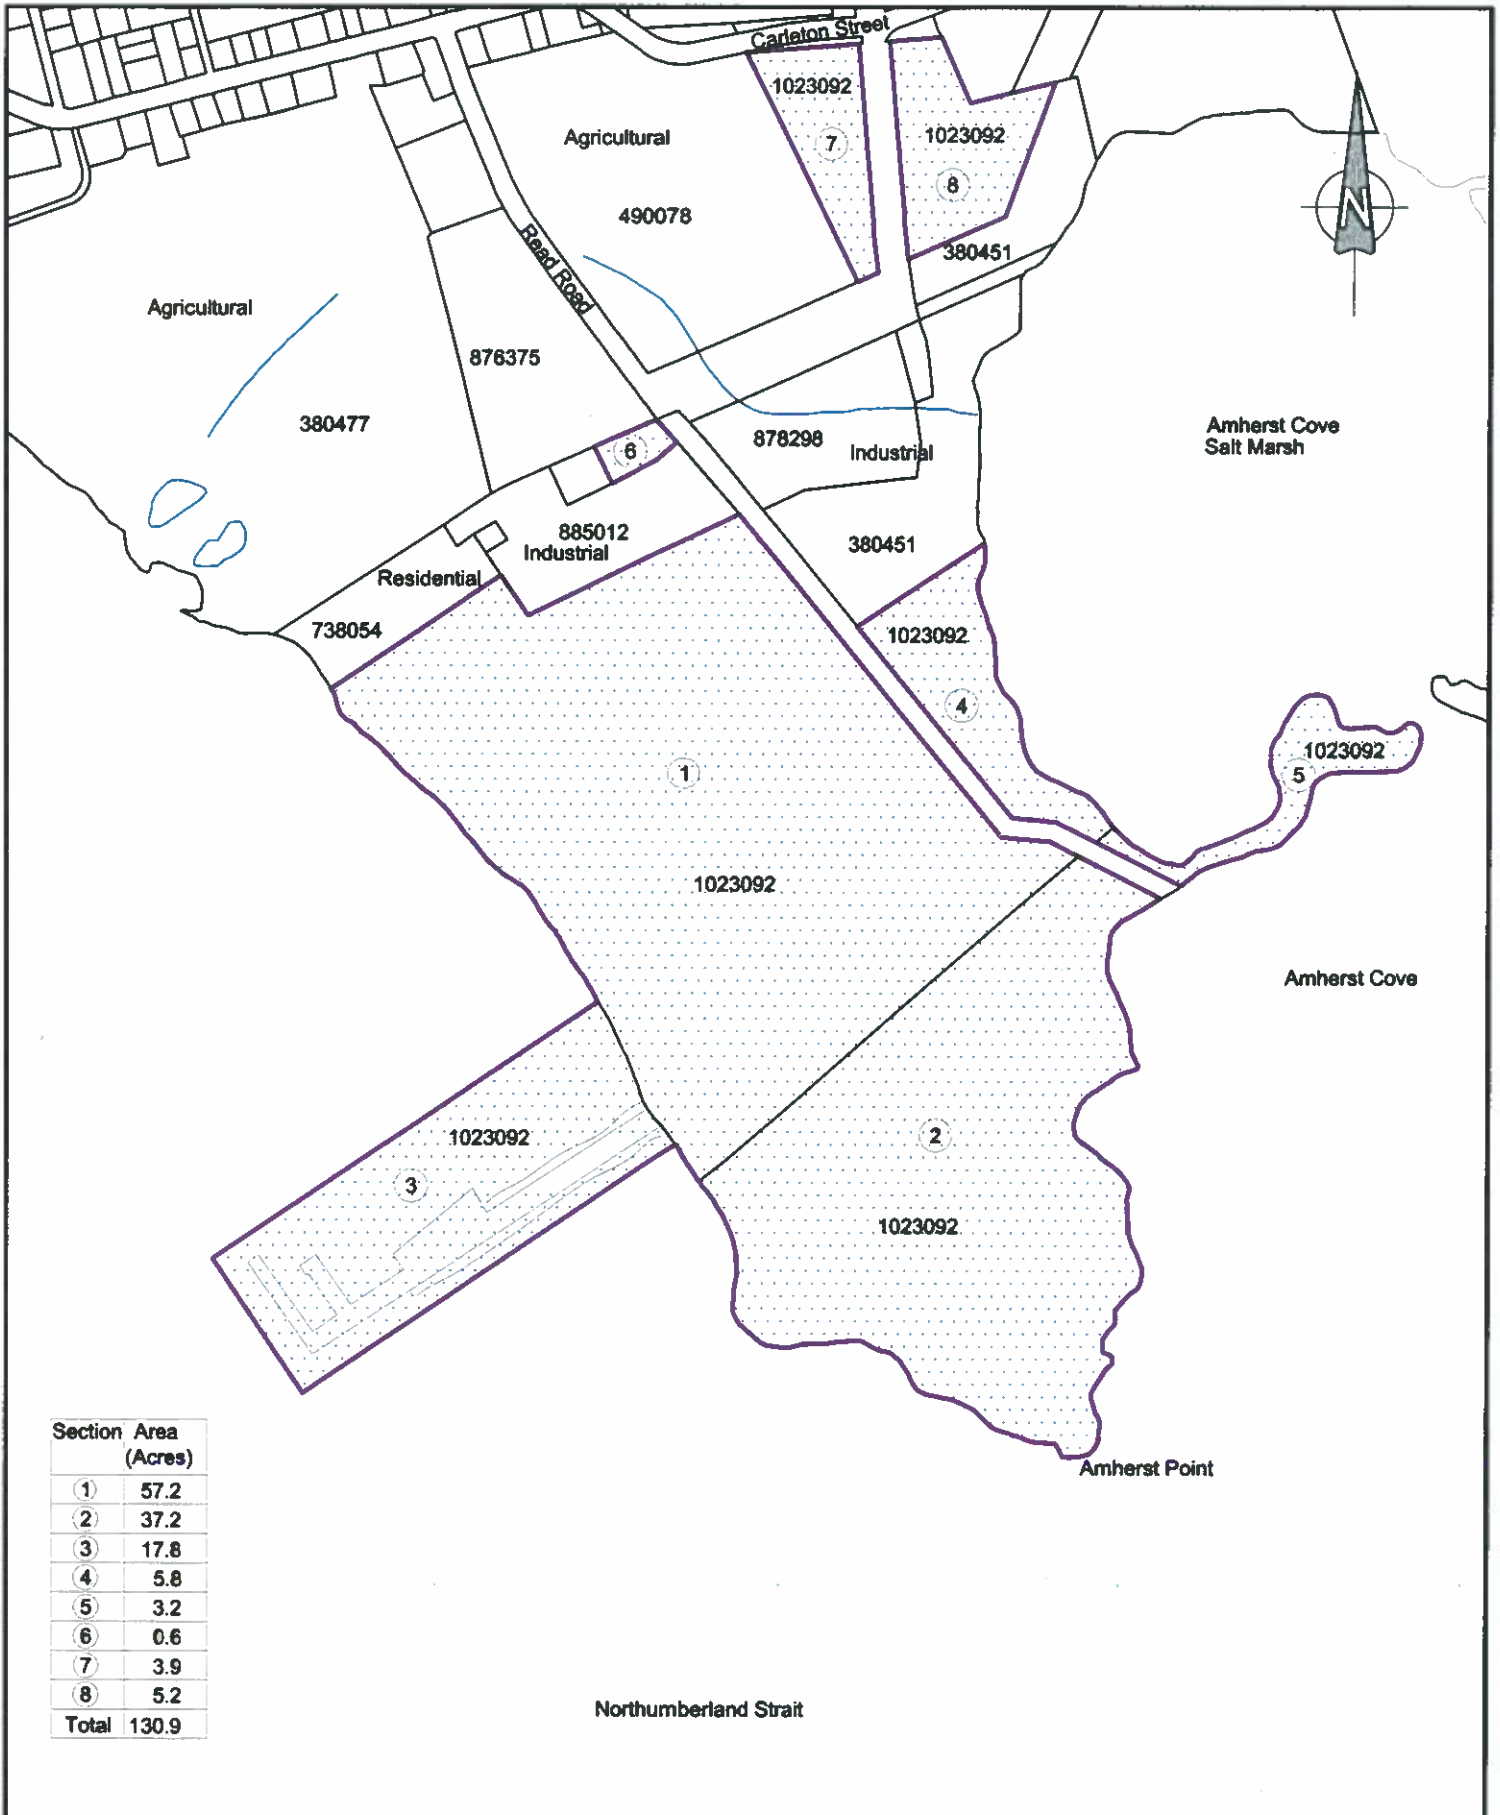 Carleton Street
1023092
7
1023092
8
Agricultural
490078
380451
Read Road
N
Agricultural
876375
380477
878298
Industrial
Amherst Cove
Salt Marsh
6
885012
Industrial
380451
Residential
738054
1023092
4
1023092
5
1
1023092
Amherst Cove
1023092
3
2
1023092
Amherst Point
Section Area
(Acres)
1 57.2
2 37.2
3 17.8
4 5.8
5 3.2
6 0.6
7 3.9
8 5.2
Total 130.9
Northumberland Strait